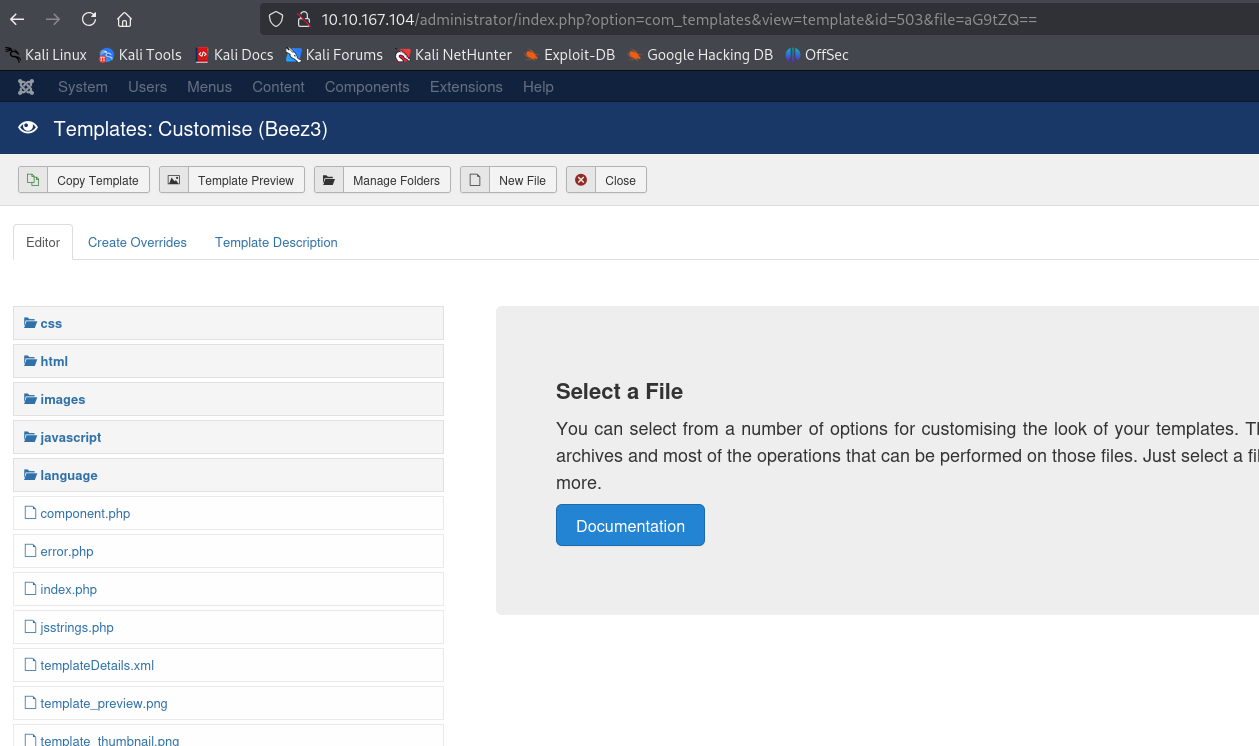 10.10.167.104/administrator/index.php?option=com_templates&view=template&id=503&file=aG9tZQ==
Kali Linux Kali Tools Kali Docs Kali Forums Kali NetHunter Exploit-DB Google Hacking DB OffSec
System Users Menus Content Components Extensions Help
Templates: Customise (Beez3)
Copy Template Template Preview Manage Folders New File Close
Editor Create Overrides Template Description
css
html
images
javascript
language
component.php
error.php
index.php
jsstrings.php
templateDetails.xml
template_preview.png
template_thumbnail.png
Select a File
You can select from a number of options for customising the look of your templates.
archives and most of the operations that can be performed on those files. Just select a
more.
Documentation